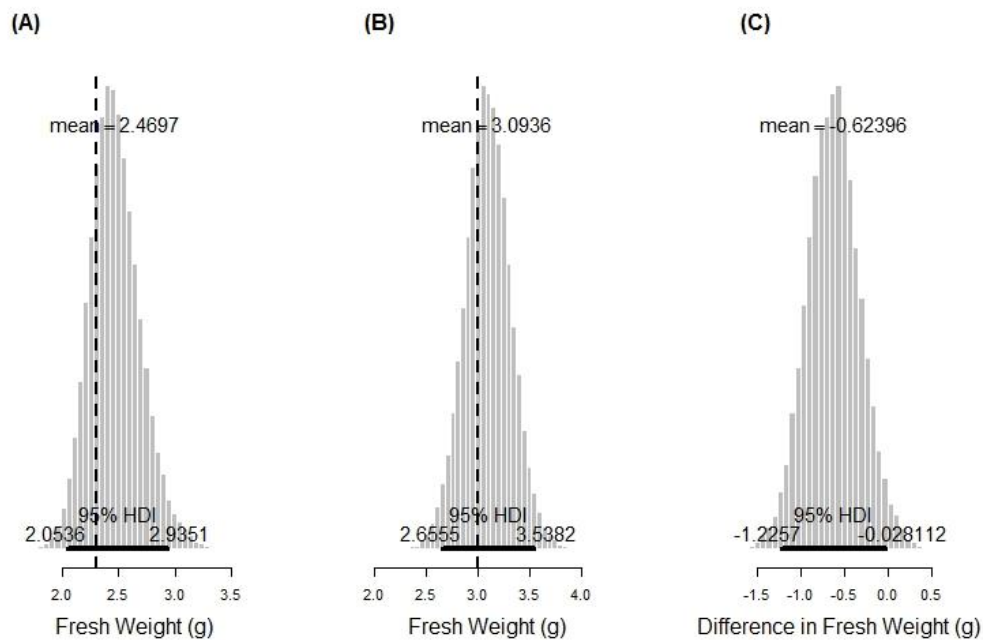 (A)
mean = 2.4697
95% HDI
2.0536 2.9351
2.0 2.5 3.0 3.5
Fresh Weight (g)
(B)
mean = 3.0936
95% HDI
2.6555 3.5382
2.0 2.5 3.0 3.5 4.0
Fresh Weight (g)
(C)
mean = -0.62396
95% HDI
-1.2257 -0.028112
-1.5 -1.0 -0.5 0.0 0.5
Difference in Fresh Weight (g)